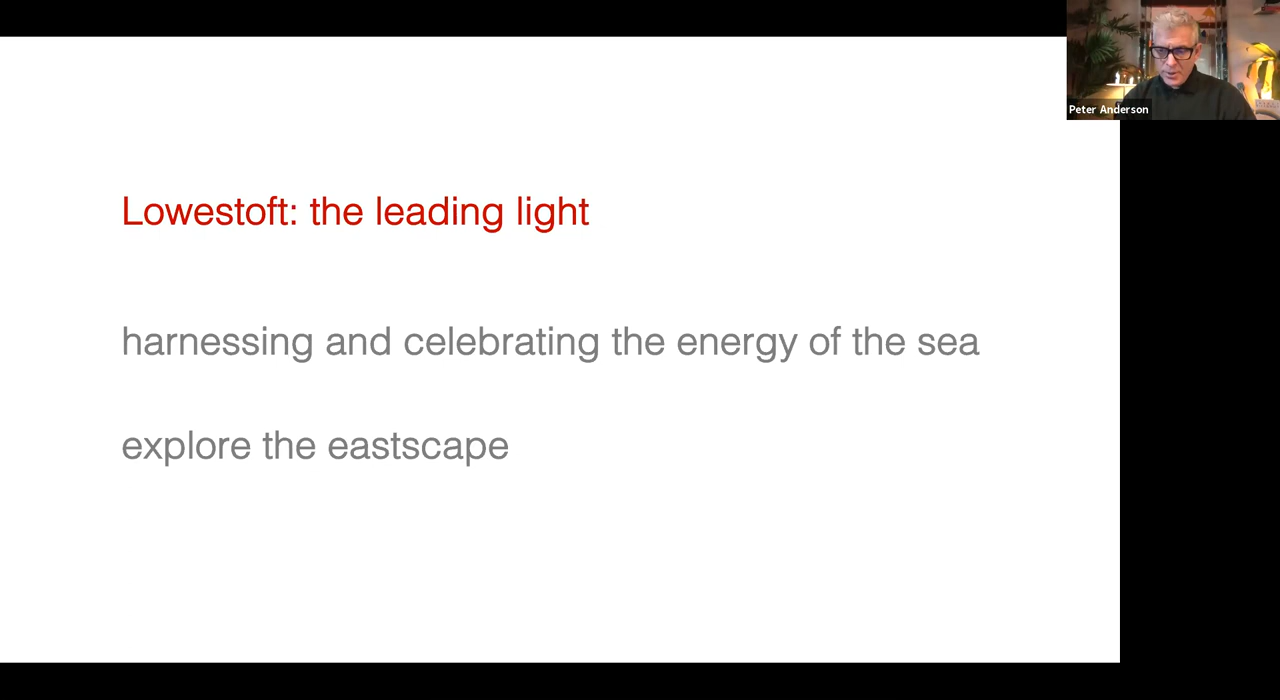 Lowestoft: the leading light
harnessing and celebrating the energy of the sea
explore the eastscape
Peter Anderson